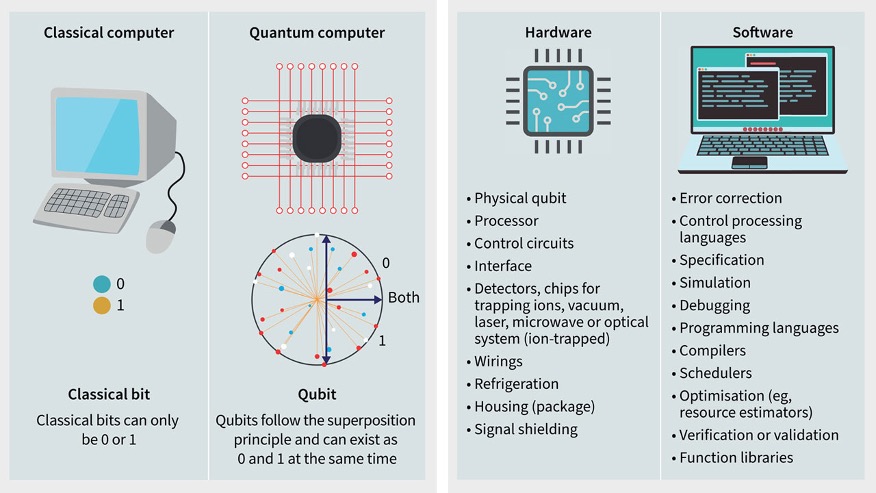 Classical computer
0
1
Classical bit
Classical bits can only
be 0 or 1
Quantum computer
0
Both
1
Qubit
Qubits follow the superposition
principle and can exist as
0 and 1 at the same time
Hardware
• Physical qubit
• Processor
• Control circuits
• Interface
• Detectors, chips for
trapping ions, vacuum,
laser, microwave or optical
system (ion-trapped)
• Wirings
• Refrigeration
• Housing (package)
• Signal shielding
Software
• Error correction
• Control processing
languages
• Specification
• Simulation
• Debugging
• Programming languages
• Compilers
• Schedulers
• Optimisation (eg,
resource estimators)
• Verification or validation
• Function libraries